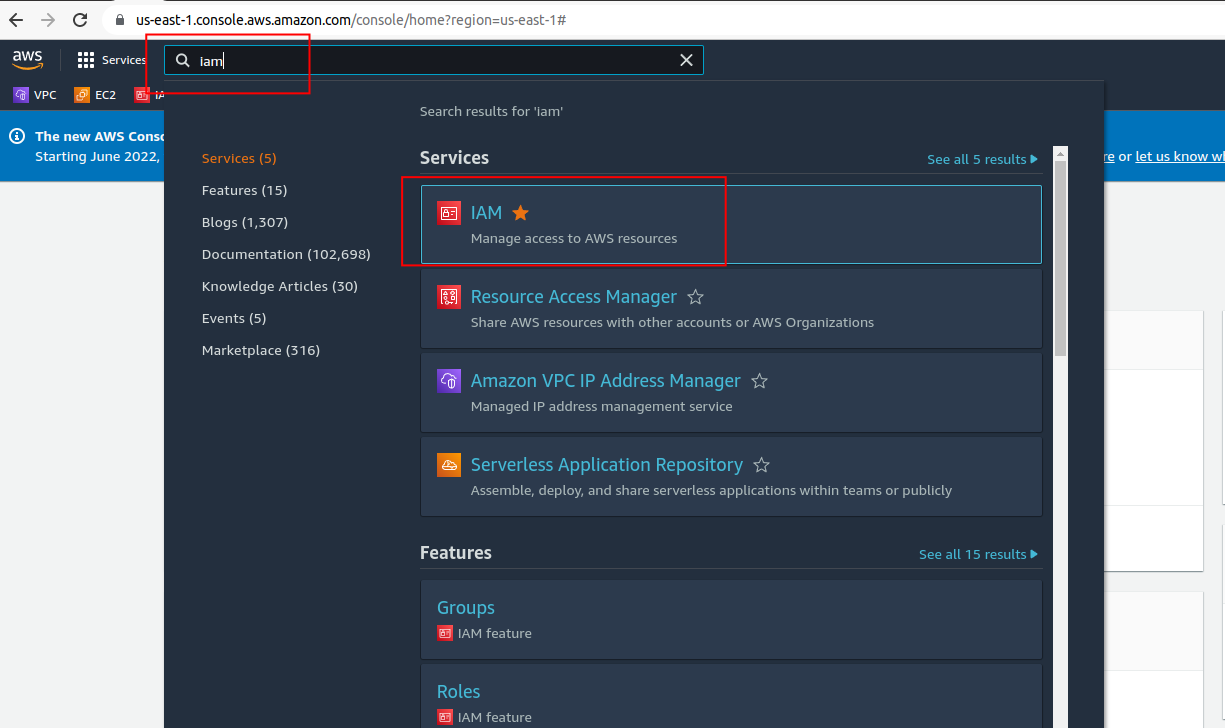 us-east-1.console.aws.amazon.com/console/home?region=us-east-1#
aws
Services
iam
VPC
EC2
IA
The new AWS Conso
Starting June 2022,
re or let us know wh
Search results for 'iam'
Services (5)
Features (15)
Blogs (1,307)
Documentation (102,698)
Knowledge Articles (30)
Events (5)
Marketplace (316)
Services
See all 5 results
IAM
Manage access to AWS resources
Resource Access Manager
Share AWS resources with other accounts or AWS Organizations
Amazon VPC IP Address Manager
Managed IP address management service
Serverless Application Repository
Assemble, deploy, and share serverless applications within teams or publicly
Features
See all 15 results
Groups
IAM feature
Roles
IAM feature